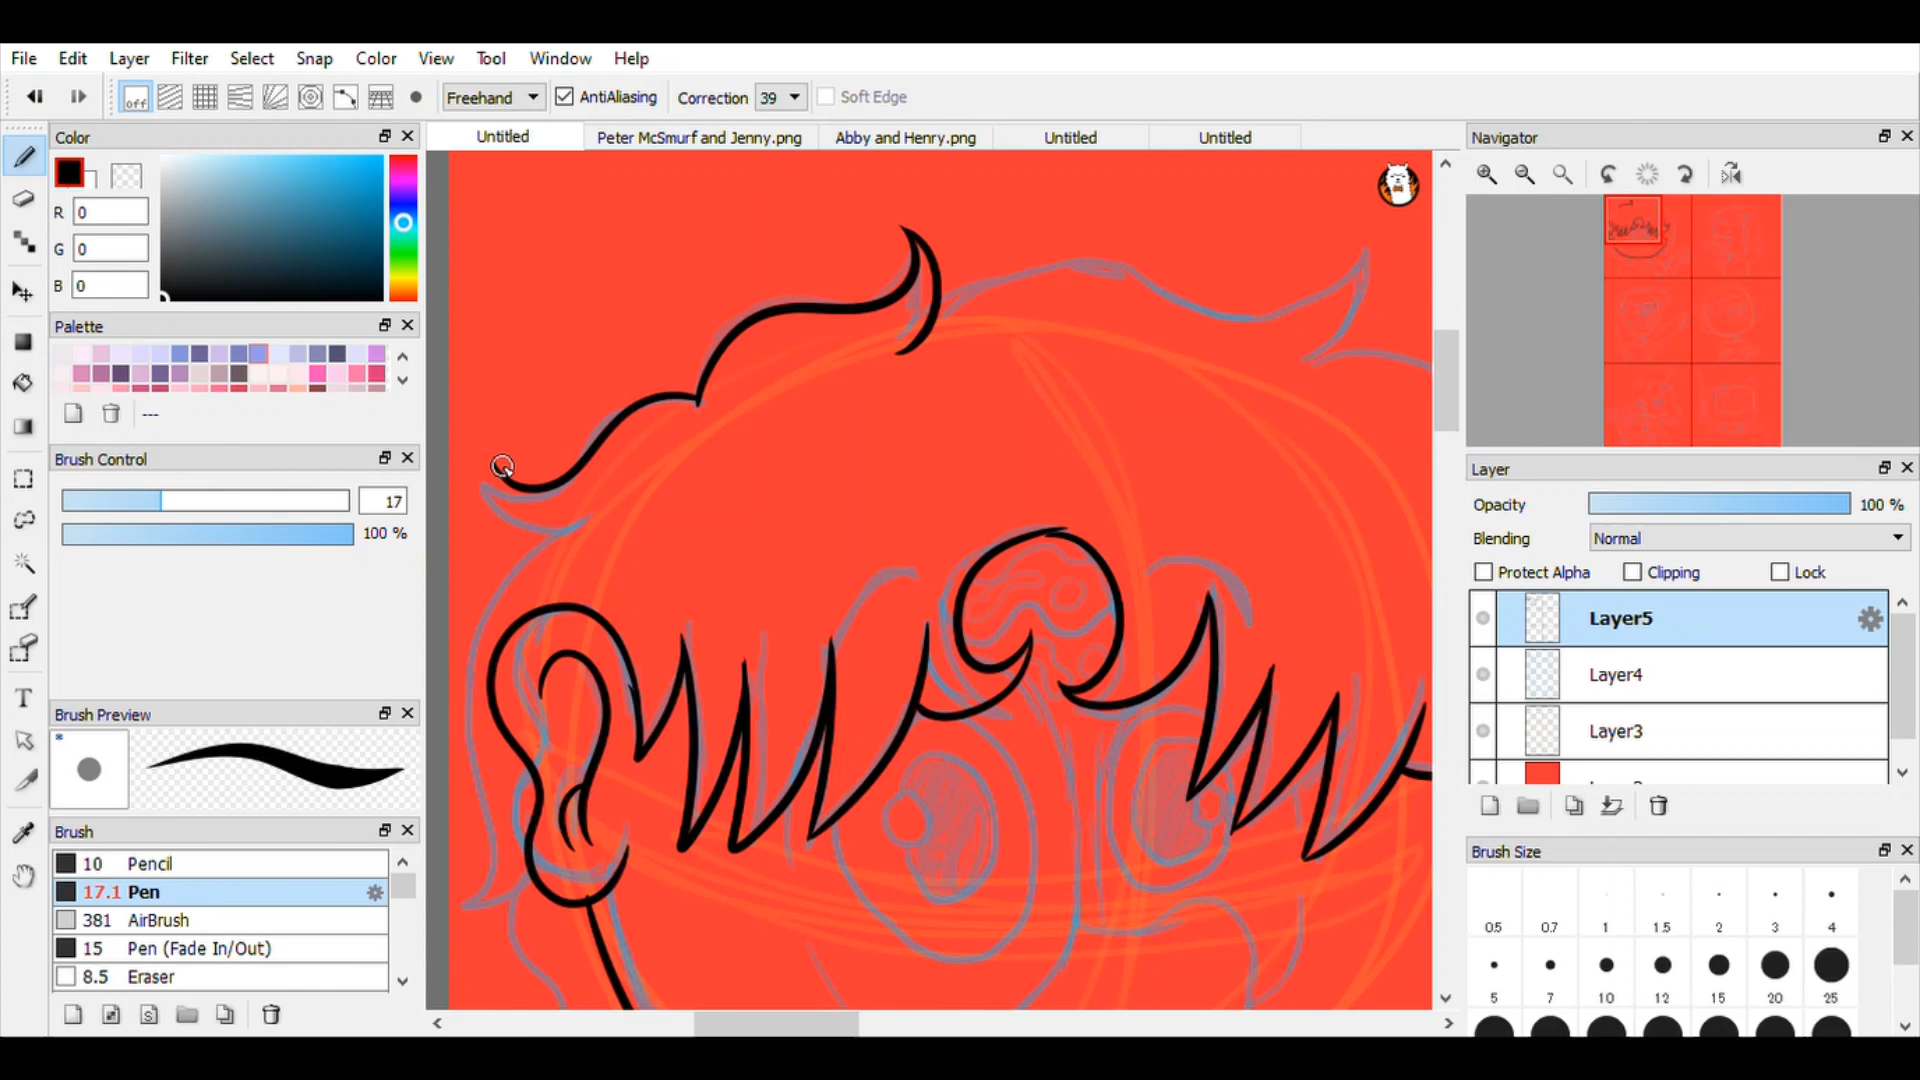 File Edit Layer Filter Select Snap Color View Tool Window Help
off Freehand AntiAliasing Correction 39 Soft Edge
Color
R 0
G 0
B 0
Palette
---
Brush Control
17
100 %
Brush Preview
*
Brush
10 Pencil
17.1 Pen
381 AirBrush
15 Pen (Fade In/Out)
8.5 Eraser
T
S
Untitled Peter McSmurf and Jenny.png Abby and Henry.png Untitled Untitled
Navigator
Layer
Opacity 100 %
Blending Normal
Protect Alpha Clipping Lock
Layer5
Layer4
Layer3
Brush Size
0.5 0.7 1 1.5 2 3 4
5 7 10 12 15 20 25